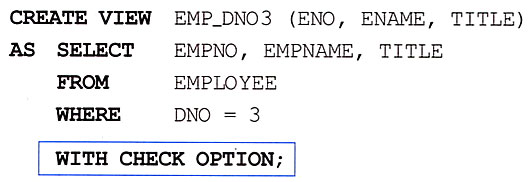 CREATE VIEW EMP_DNO3 (ENO, ENAME, TITLE)
AS SELECT EMPNO, EMPNAME, TITLE
FROM EMPLOYEE
WHERE DNO = 3
WITH CHECK OPTION;